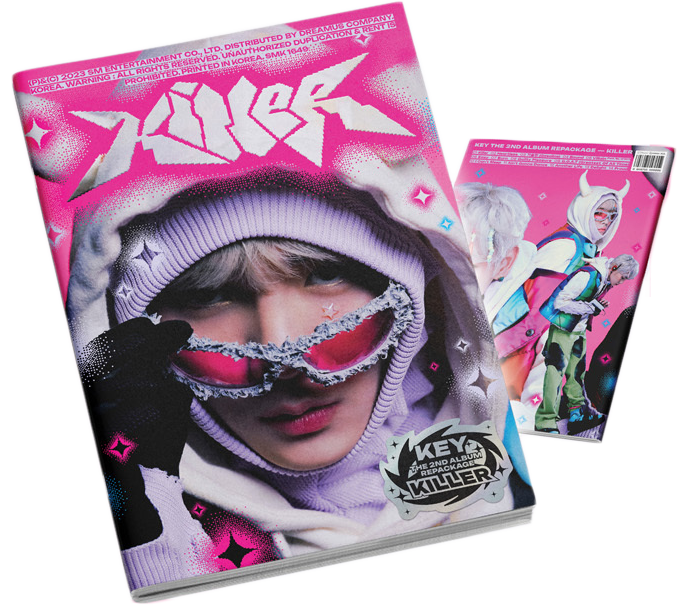 (P)&(C) 2023 SM ENTERTAINMENT CO., LTD. DISTRIBUTED BY DREAMUS COMPANY.
KOREA. WARNING : ALL RIGHTS RESERVED. UNAUTHORIZED DUPLICATION & RENT IS
PROHIBITED. PRINTED IN KOREA. SMK 1649.
Killer
KEY
THE 2ND ALBUM
REPACKAGE
KILLER
KEY THE 2ND ALBUM REPACKAGE — KILLER